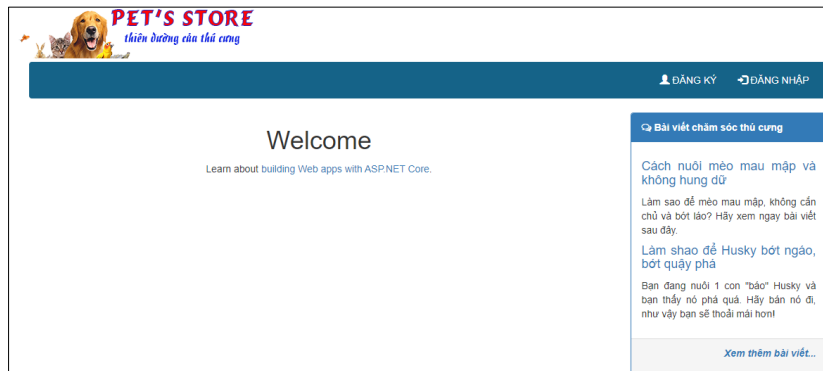 PET'S STORE
thiên đường của thú cưng
ĐĂNG KÝ ĐĂNG NHẬP
Welcome
Learn about building Web apps with ASP.NET Core.
Bài viết chăm sóc thú cưng
Cách nuôi mèo mau mập và
không hung dữ
Làm sao để mèo mau mập, không cắn
chủ và bớt láo? Hãy xem ngay bài viết
sau đây.
Làm shao để Husky bớt ngáo,
bớt quậy phá
Bạn đang nuôi 1 con "báo" Husky và
bạn thấy nó phá quá. Hãy bán nó đi,
như vậy bạn sẽ thoải mái hơn!
Xem thêm bài viết...